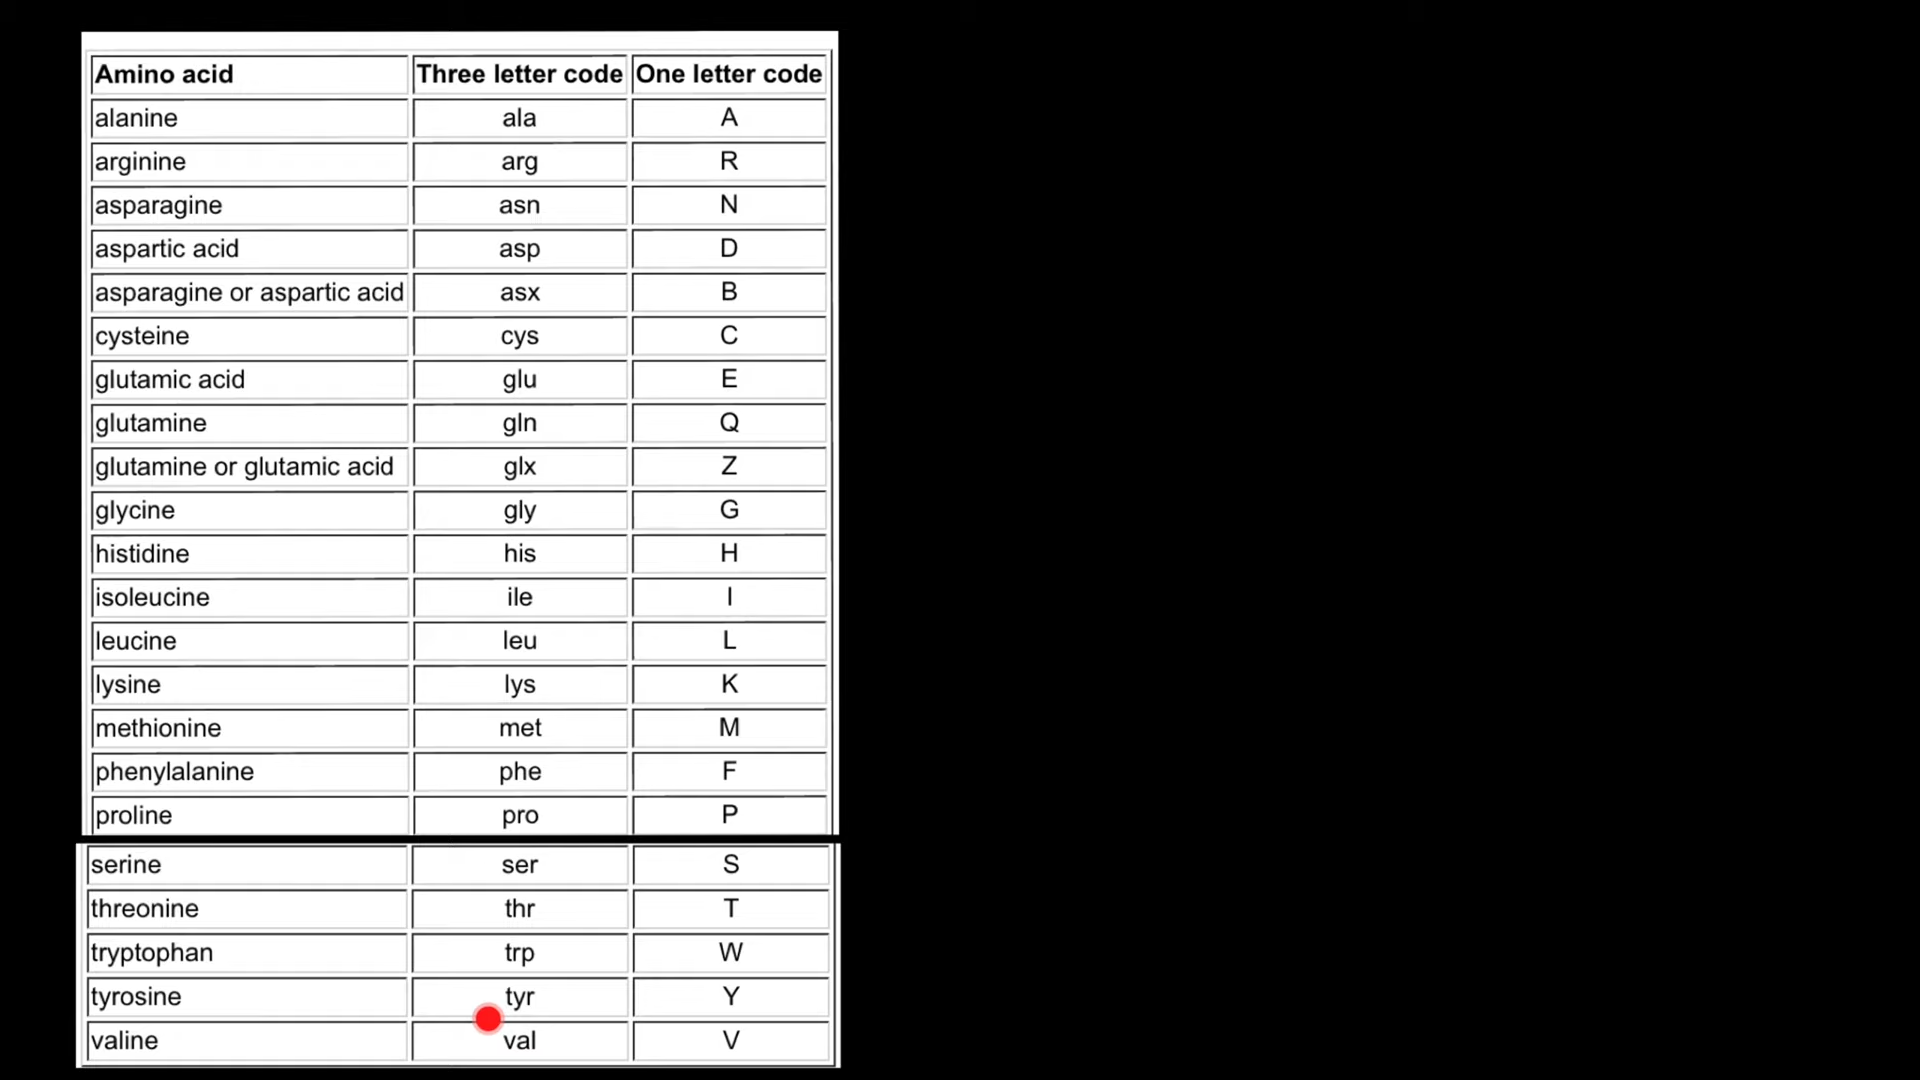 Amino acid Three letter code One letter code
alanine ala A
arginine arg R
asparagine asn N
aspartic acid asp D
asparagine or aspartic acid asx B
cysteine cys C
glutamic acid glu E
glutamine gln Q
glutamine or glutamic acid glx Z
glycine gly G
histidine his H
isoleucine ile I
leucine leu L
lysine lys K
methionine met M
phenylalanine phe F
proline pro P
serine ser S
threonine thr T
tryptophan trp W
tyrosine tyr Y
valine val V